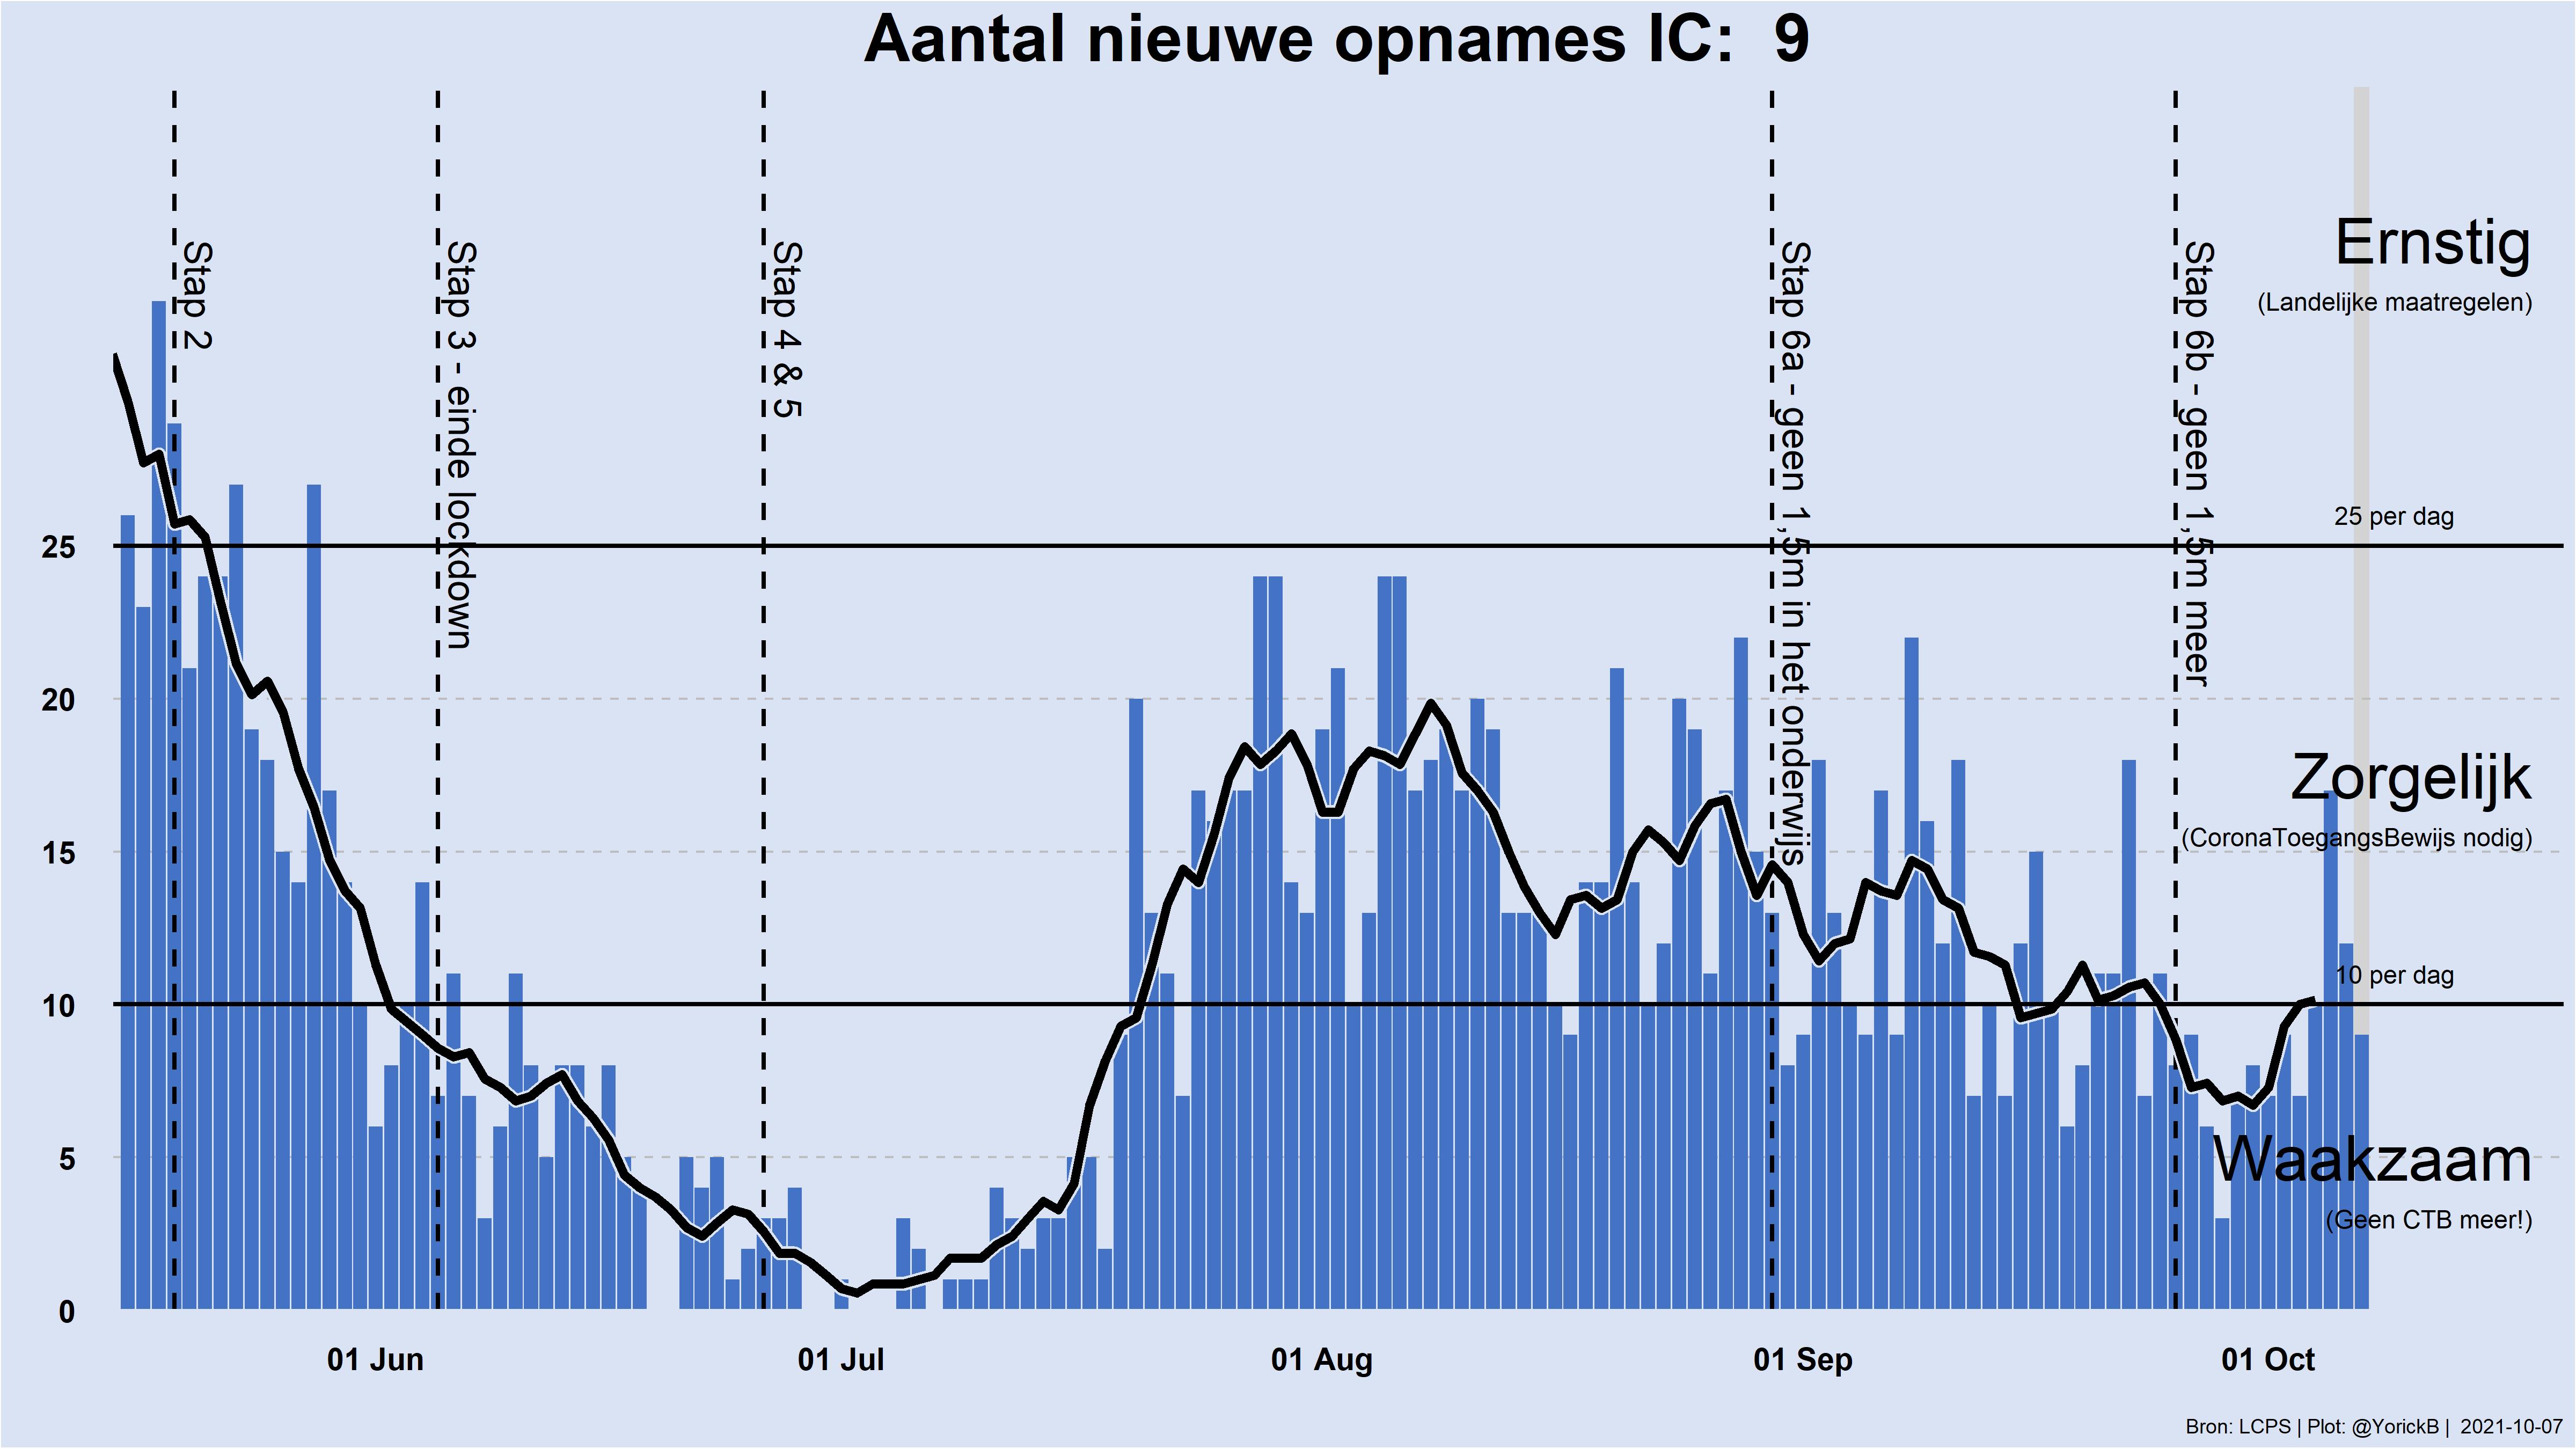 Aantal nieuwe opnames IC:  9
Stap 2
Stap 3 - einde lockdown
Stap 4 & 5
Stap 6a - geen 1,5m in het onderwijs
Stap 6b - geen 1,5m meer
Ernstig
(Landelijke maatregelen)
25 per dag
25
20
Zorgelijk
(CoronaToegangsBewijs nodig)
15
10 per dag
10
Waakzaam
5
(Geen CTB meer!)
0
01 Jun
01 Jul
01 Aug
01 Sep
01 Oct
Bron: LCPS | Plot: @YorickB |  2021-10-07